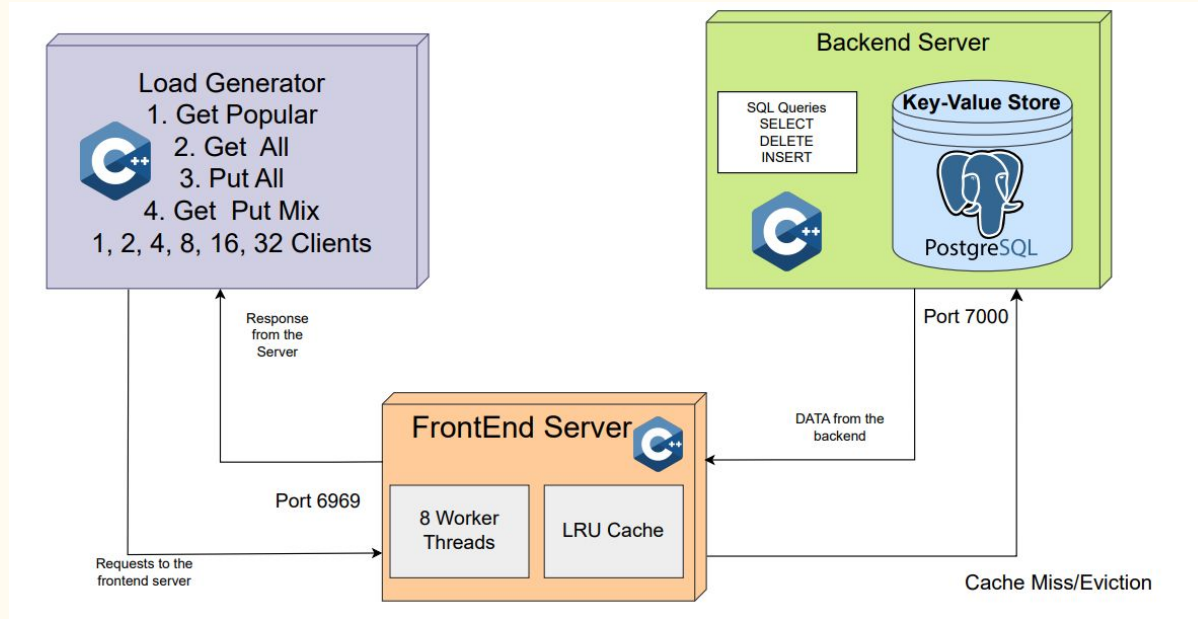 Load Generator
1. Get Popular
2. Get All
3. Put All
4. Get Put Mix
1, 2, 4, 8, 16, 32 Clients
C++
Backend Server
SQL Queries
SELECT
DELETE
INSERT
C++
Key-Value Store
PostgreSQL
Response
from the
Server
Port 7000
FrontEnd Server
C++
DATA from the
backend
Port 6969
8 Worker
Threads
LRU Cache
Requests to the
frontend server
Cache Miss/Eviction